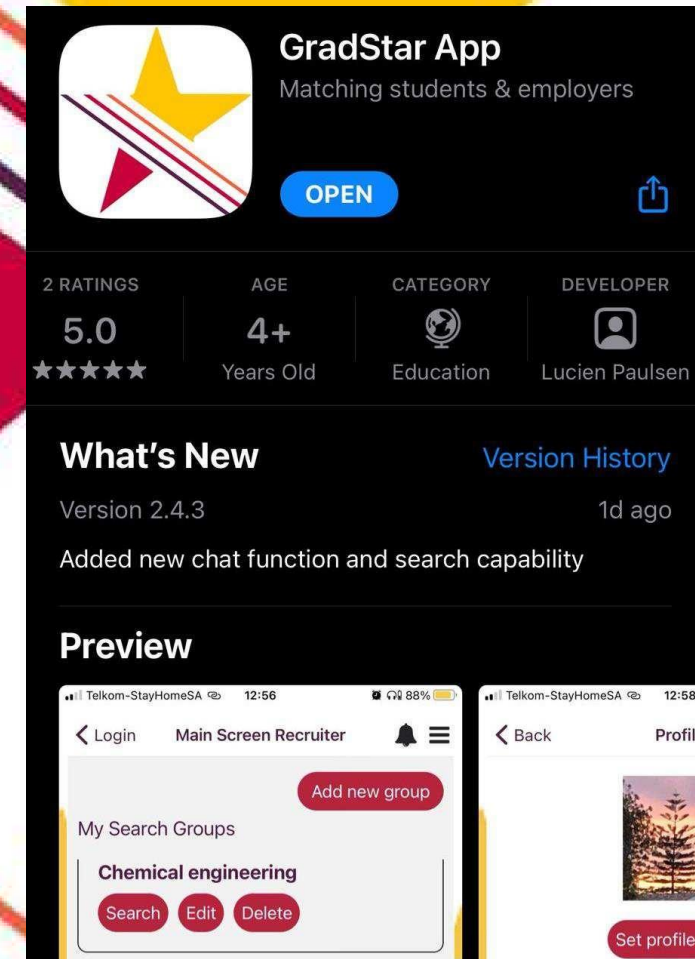 GradStar App
Matching students & employers
OPEN
2 RATINGS
AGE
CATEGORY
DEVELOPER
5.0
4+
Years Old
Education
Lucien Paulsen
What's New
Version History
Version 2.4.3
1d ago
Added new chat function and search capability
Preview
Telkom-StayHomeSA
12:56
88%
Login
Main Screen Recruiter
Add new group
My Search Groups
Chemical engineering
Search
Edit
Delete
Telkom-StayHomeSA
12:58
Back
Profil
Set profile